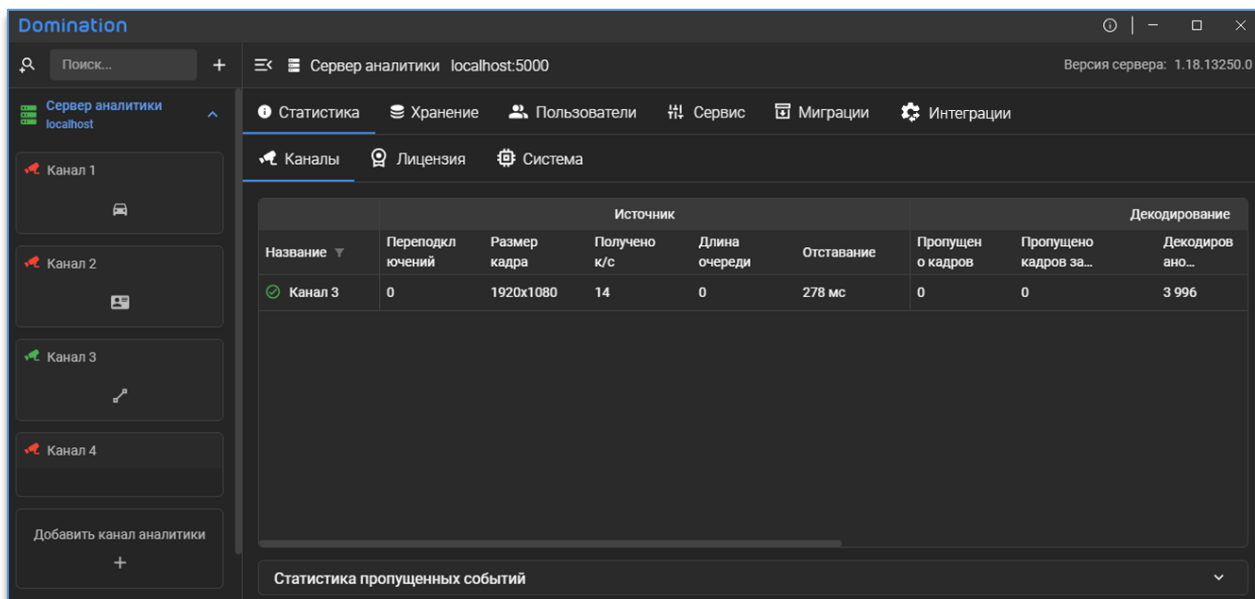 Domination
Поиск...
Сервер аналитики localhost:5000
Версия сервера: 1.18.13250.0
Сервер аналитики
localhost
Статистика Хранение Пользователи Сервис Миграции Интеграции
Каналы Лицензия Система
Канал 1
Канал 2
Канал 3
Канал 4
Добавить канал аналитики
Источник Декодирование
Название Переподкл Размер Получено Длина Отставание Пропущен Пропущено Декодиров
ючений кадра к/с очереди о кадров кадров за... ано...
Канал 3 0 1920x1080 14 0 278 мс 0 0 3 996
Статистика пропущенных событий